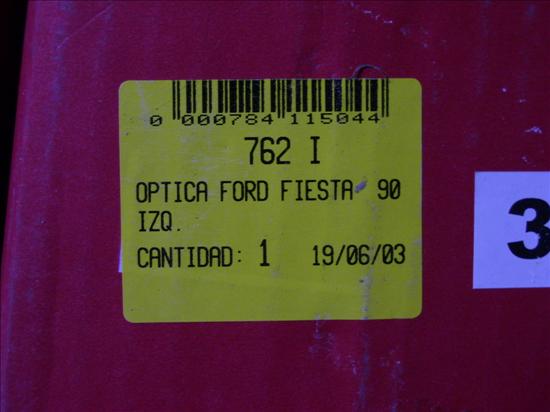 0 000784 115044
762 I
OPTICA FORD FIESTA 90
IZQ.
CANTIDAD: 1 19/06/03
3